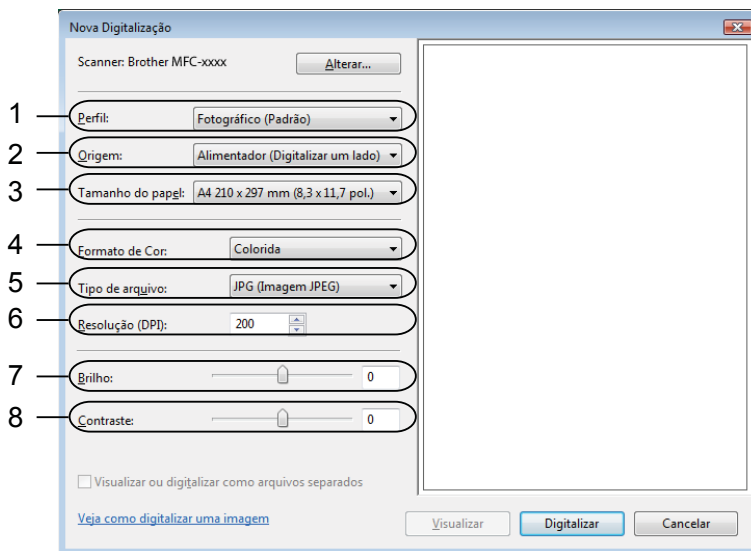 Nova Digitalização
Scanner: Brother MFC-xxxx Alterar...
1 Perfil: Fotográfico (Padrão)
2 Origem: Alimentador (Digitalizar um lado)
3 Tamanho do papel: A4 210 x 297 mm (8,3 x 11,7 pol.)
4 Formato de Cor: Colorida
5 Tipo de arquivo: JPG (Imagem JPEG)
6 Resolução (DPI): 200
7 Brilho: 0
8 Contraste: 0
Visualizar ou digitalizar como arquivos separados
Veja como digitalizar uma imagem Visualizar Digitalizar Cancelar